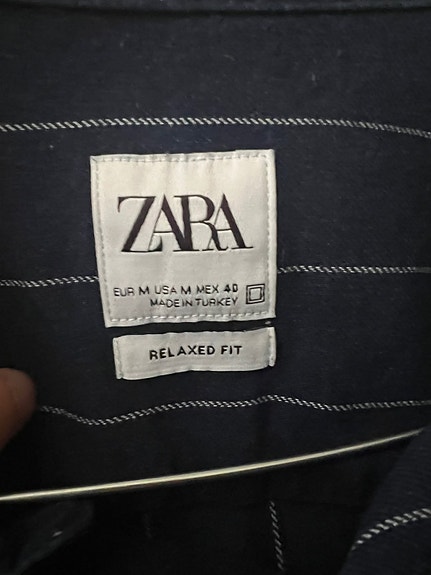 ZARA
EUR M USA M MEX 40
MADE IN TURKEY
RELAXED FIT